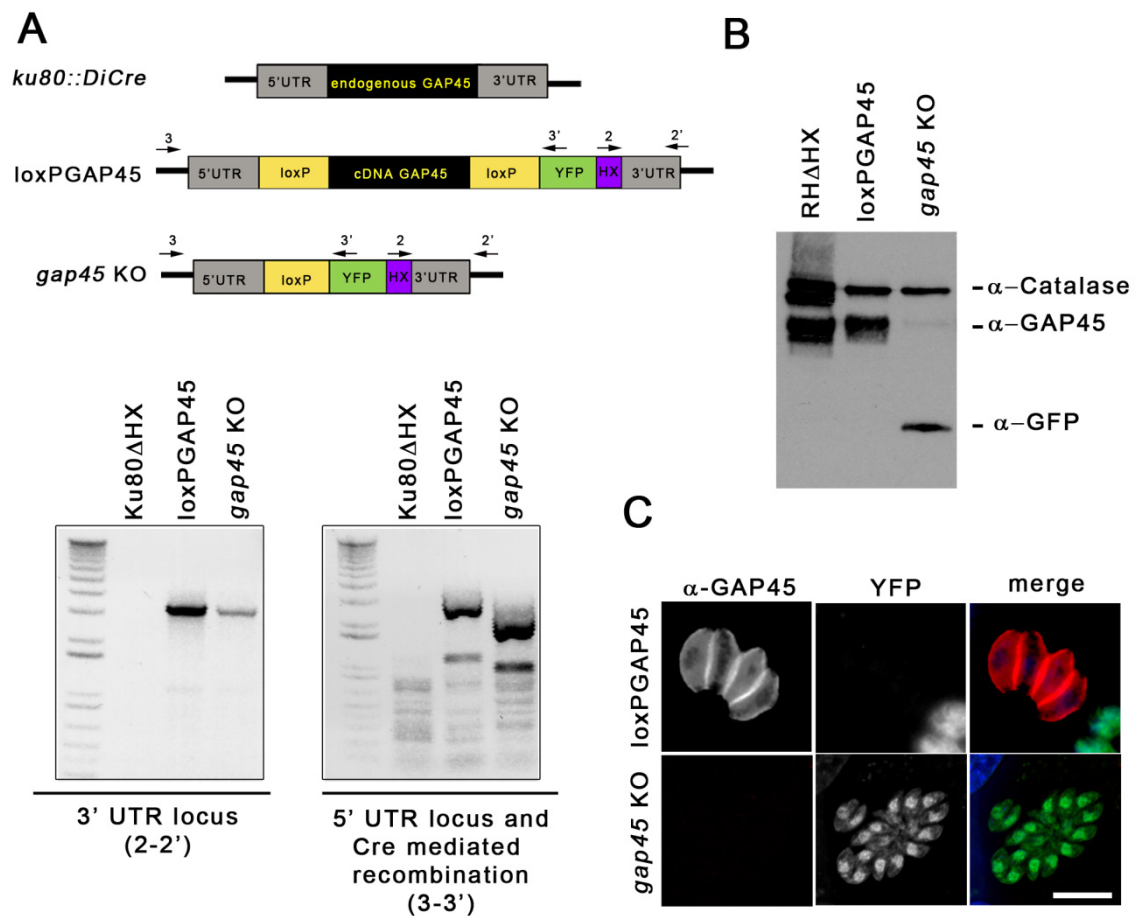 A
ku80::DiCre
5'UTR
endogenous GAP45
3'UTR
loxPGAP45
3
3'
2
2'
5'UTR
loxP
cDNA GAP45
loxP
YFP
HX
3'UTR
gap45 KO
3
3'
2
2'
5'UTR
loxP
YFP
HX
3'UTR
Ku80ΔHX
loxPGAP45
gap45 KO
3' UTR locus
(2-2')
Ku80ΔHX
loxPGAP45
gap45 KO
5' UTR locus and
Cre mediated
recombination
(3-3')
B
RHΔHX
loxPGAP45
gap45 KO
- α-Catalase
- α-GAP45
- α-GFP
C
α-GAP45
YFP
merge
loxPGAP45
gap45 KO